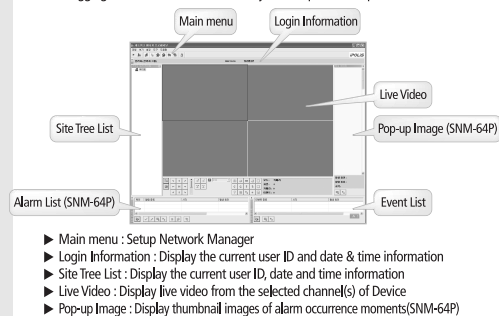 Main menu
Login Information
iPOLiS
Live Video
Site Tree List
Pop-up Image (SNM-64P)
Alarm List (SNM-64P)
Event List
▶ Main menu : Setup Network Manager
▶ Login Information : Display the current user ID and date & time information
▶ Site Tree List : Display the current user ID, date and time information
▶ Live Video : Display live video from the selected channel(s) of Device
▶ Pop-up Image : Display thumbnail images of alarm occurrence moments(SNM-64P)